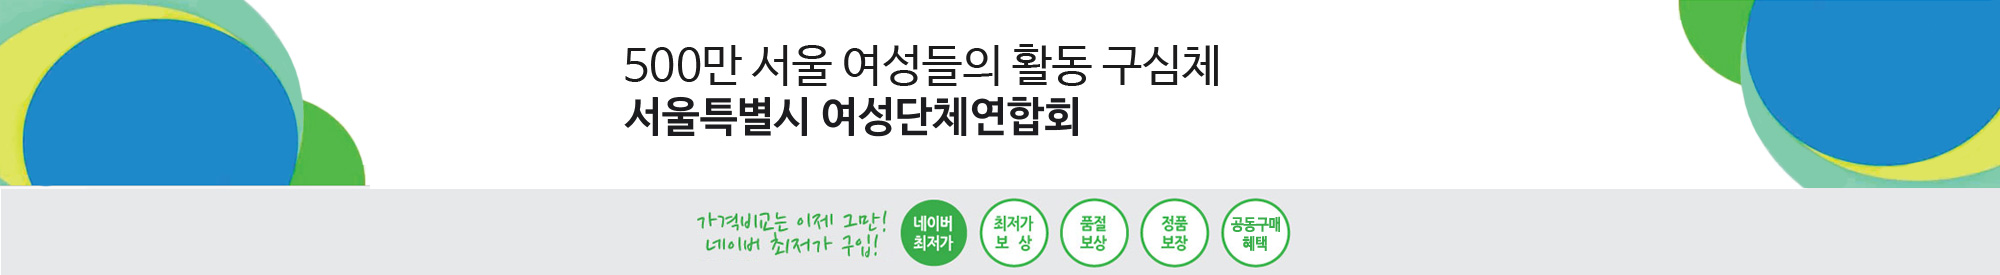 500만 서울 여성들의 활동 구심체
서울특별시 여성단체연합회
가격비교는 이제 그만!
네이버 최저가 구입!
네이버
최저가
최저가
보 상
품절
보상
정품
보장
공동구매
혜택